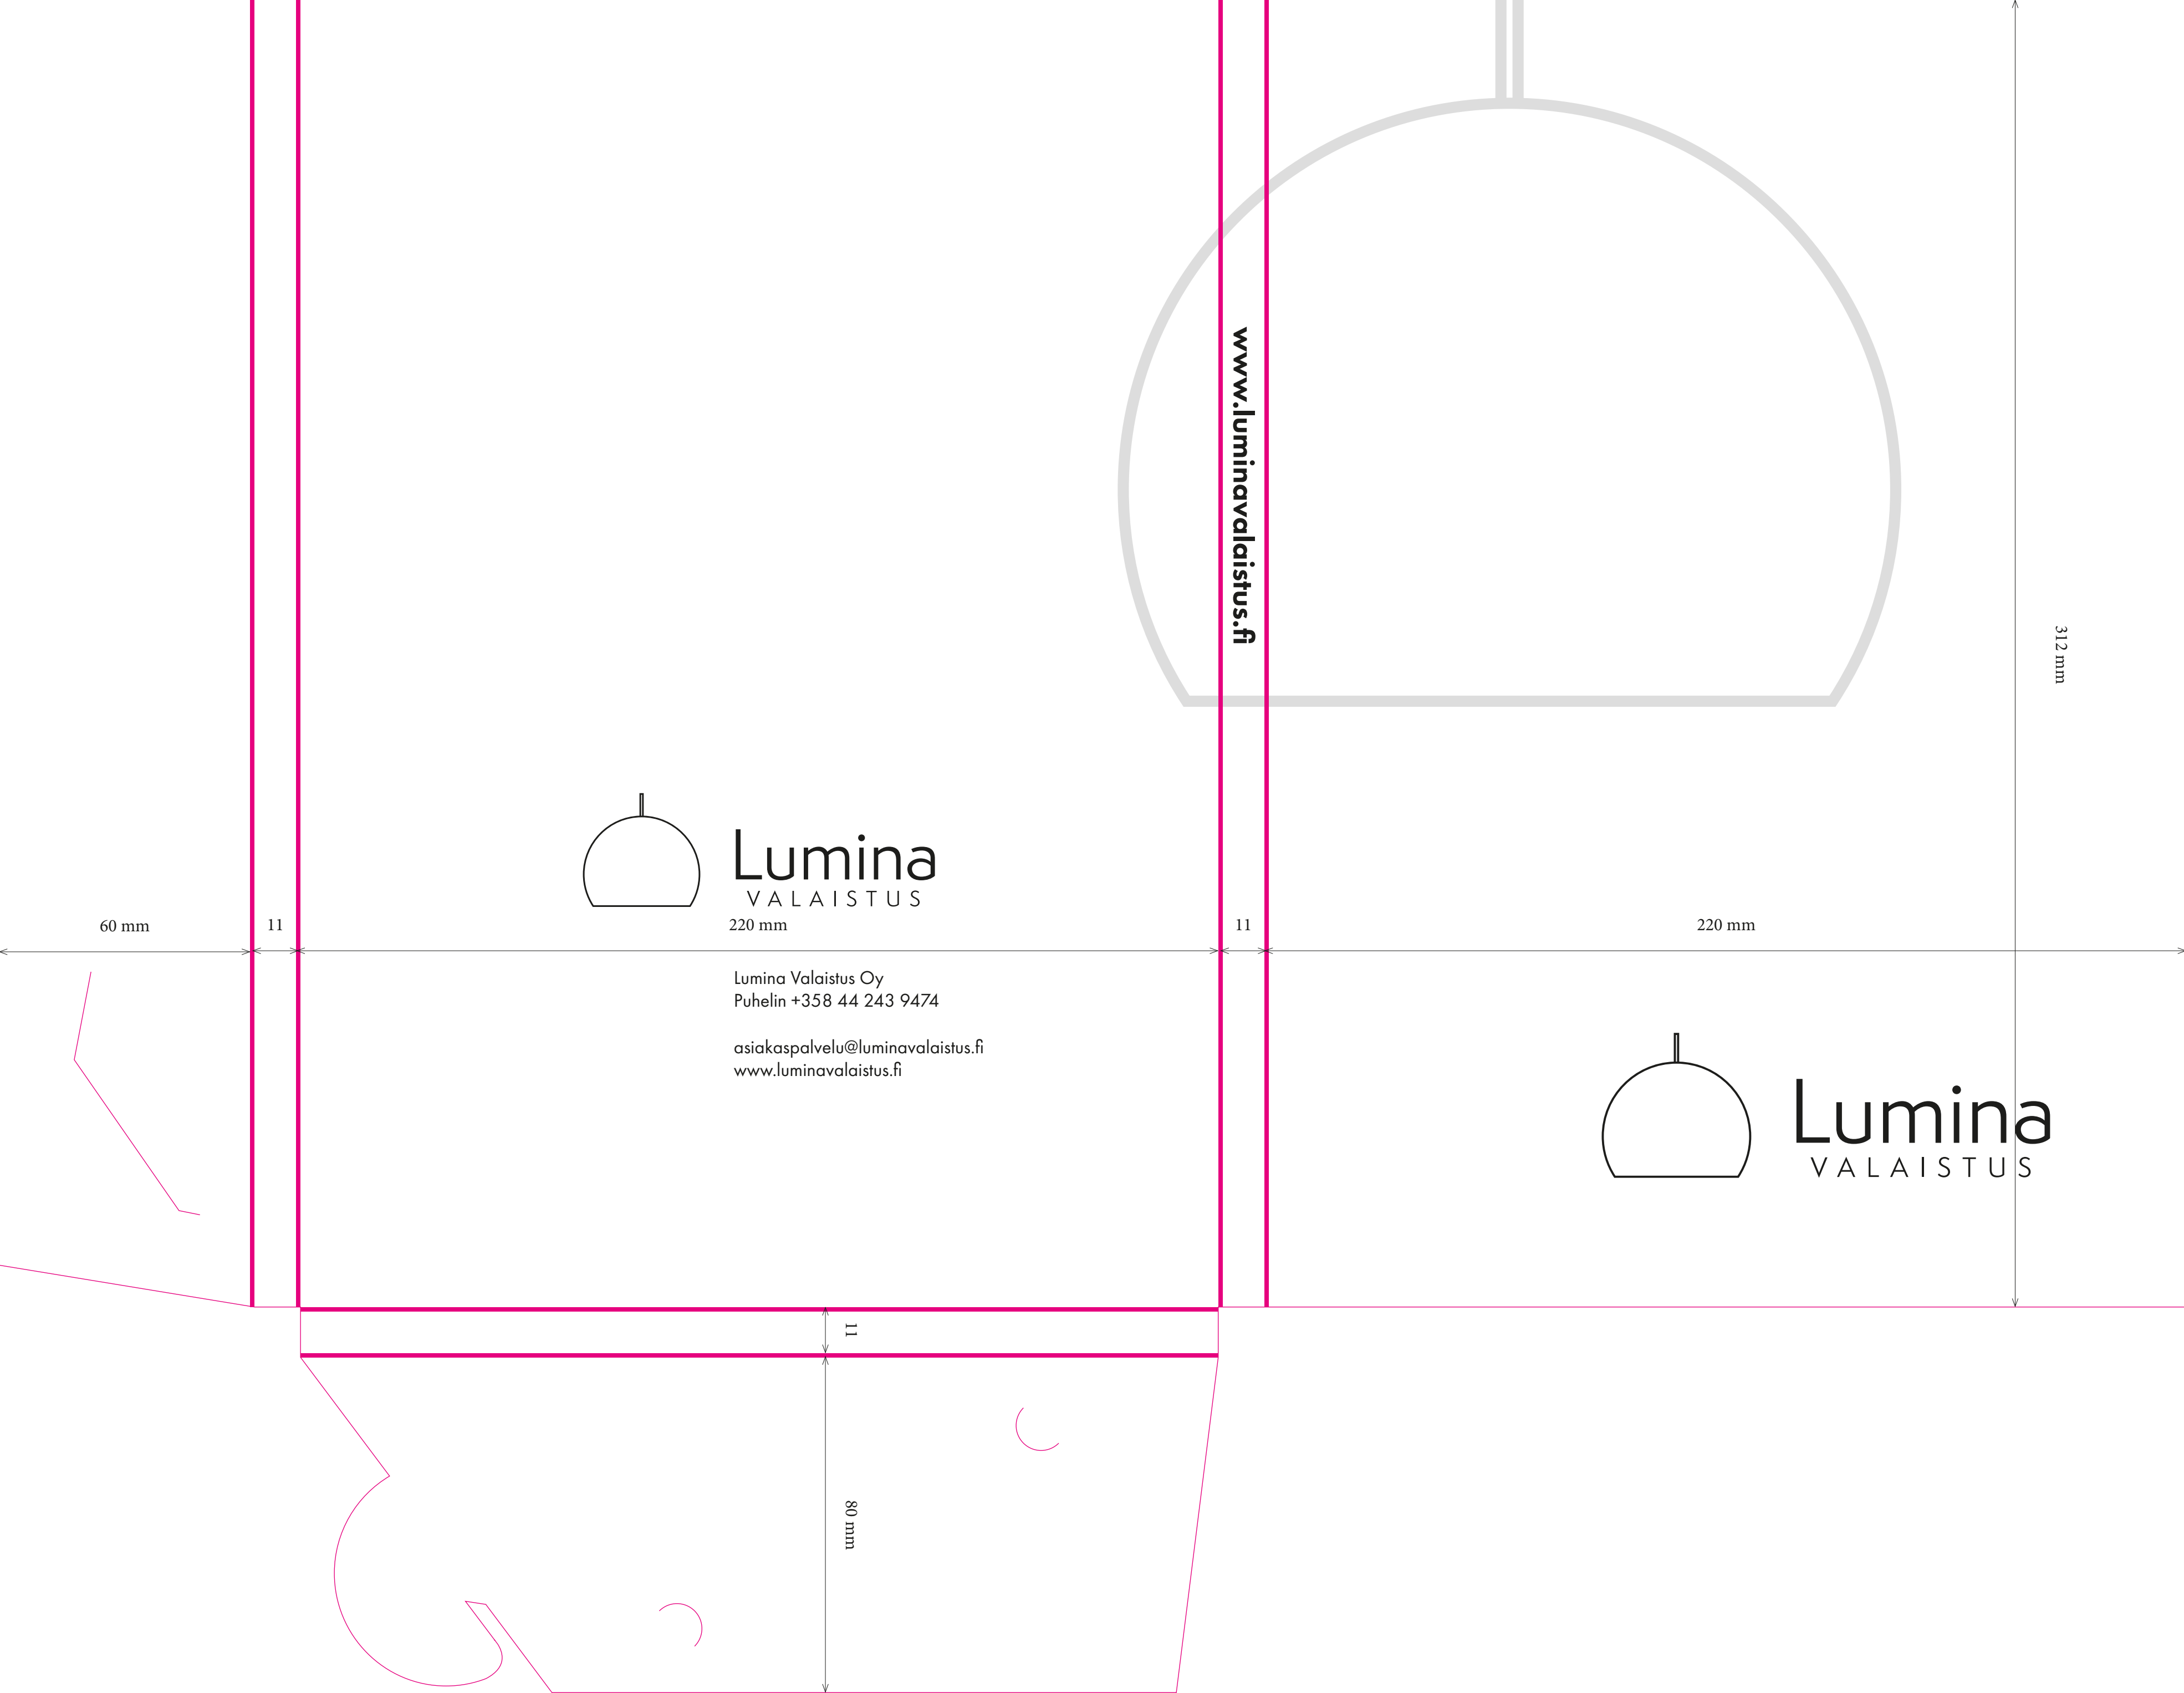 www.luminavalaistus.fi
312 mm
Lumina
VALAISTUS
60 mm
11
220 mm
11
220 mm
Lumina Valaistus Oy
Puhelin +358 44 243 9474
asiakaspalvelu@luminavalaistus.fi
www.luminavalaistus.fi
Lumina
VALAISTUS
11
80 mm